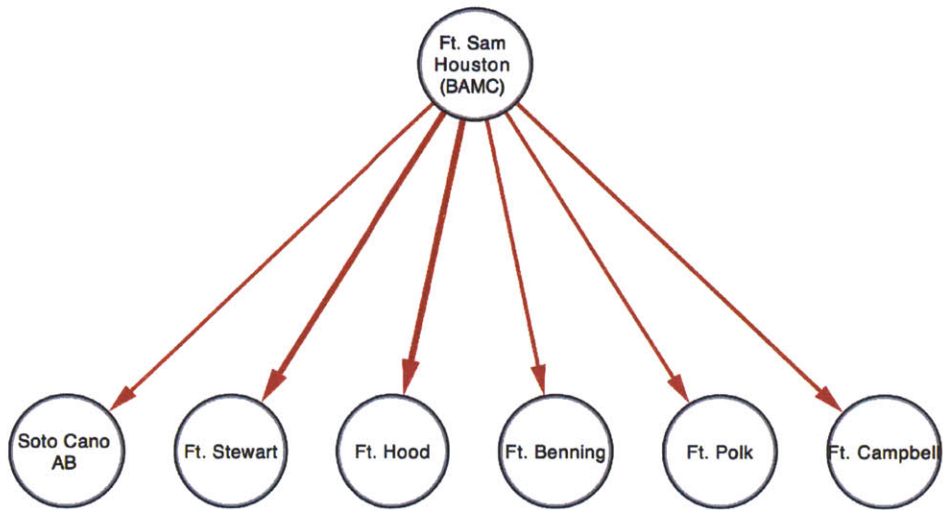 Ft. Sam
Houston
(BAMC)
Soto Cano
AB
Ft. Stewart
Ft. Hood
Ft. Benning
Ft. Polk
Ft. Campbell